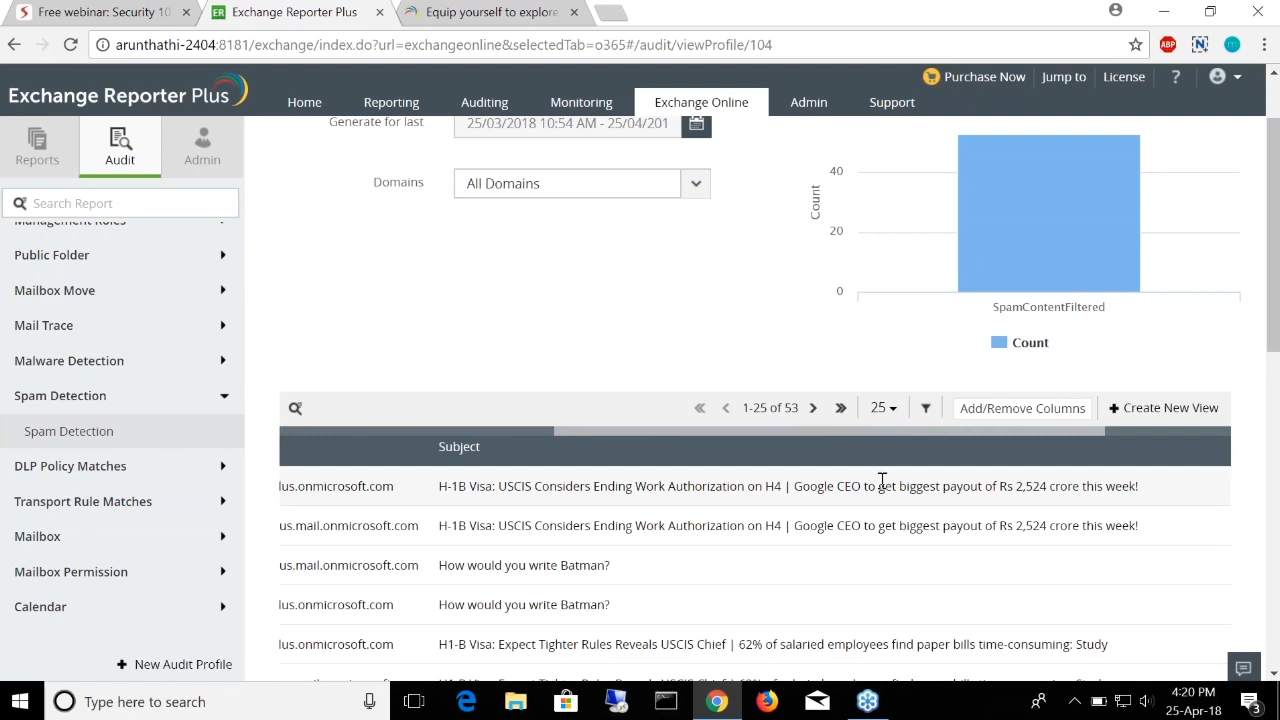 Free webinar: Security 10
Exchange Reporter Plus
Equip yourself to explore
arunthathi-2404:8181/exchange/index.do?url=exchangeonline&selectedTab=o365#/audit/viewProfile/104
ABP
N
m
Purchase Now
Jump to
License
?
Exchange Reporter Plus
Home
Reporting
Auditing
Monitoring
Exchange Online
Admin
Support
Reports
Audit
Admin
Search Report
Management Roles
Public Folder
Mailbox Move
Mail Trace
Malware Detection
Spam Detection
Spam Detection
DLP Policy Matches
Transport Rule Matches
Mailbox
Mailbox Permission
Calendar
New Audit Profile
Generate for last
25/03/2018 10:54 AM - 25/04/201
Domains
All Domains
Count
40
20
0
SpamContentFiltered
Count
1-25 of 53
25
Add/Remove Columns
Create New View
Subject
lus.onmicrosoft.com H-1B Visa: USCIS Considers Ending Work Authorization on H4 | Google CEO to get biggest payout of Rs 2,524 crore this week!
us.mail.onmicrosoft.com H-1B Visa: USCIS Considers Ending Work Authorization on H4 | Google CEO to get biggest payout of Rs 2,524 crore this week!
us.mail.onmicrosoft.com How would you write Batman?
lus.onmicrosoft.com How would you write Batman?
lus.onmicrosoft.com H1-B Visa: Expect Tighter Rules Reveals USCIS Chief | 62% of salaried employees find paper bills time-consuming: Study
Type here to search
4:20 PM
25-Apr-18
3